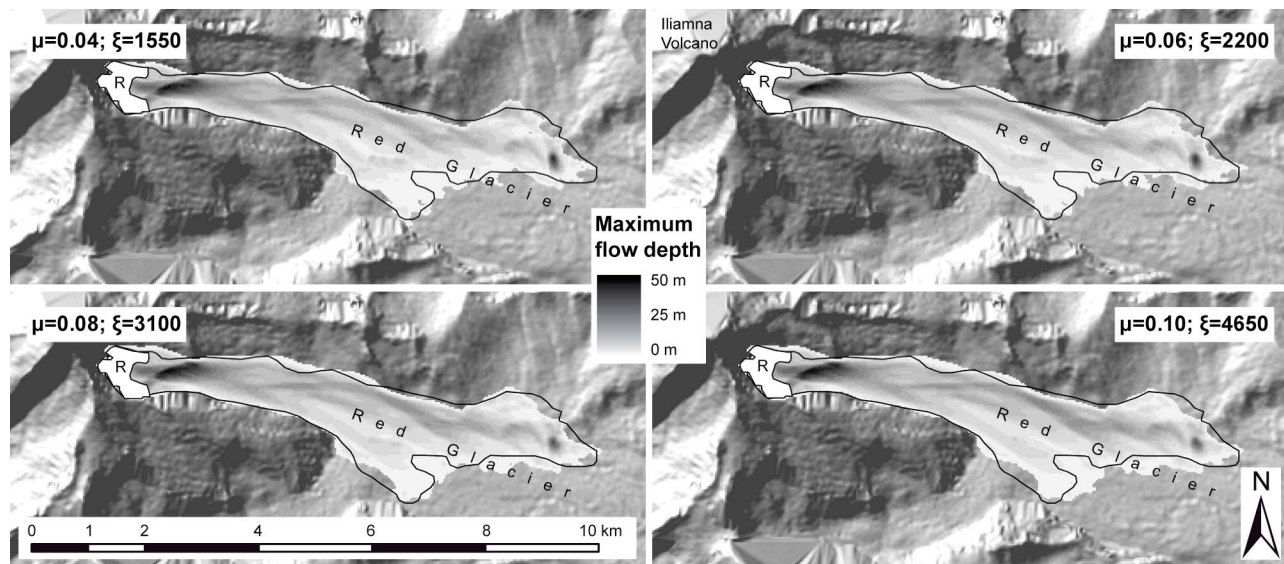 μ=0.04; ξ=1550
R
Red Glacier
Iliamna
Volcano
μ=0.06; ξ=2200
R
Red Glacier
Maximum
flow depth
50 m
25 m
0 m
μ=0.08; ξ=3100
R
Red Glacier
0 1 2 4 6 8 10 km
μ=0.10; ξ=4650
R
Red Glacier
N